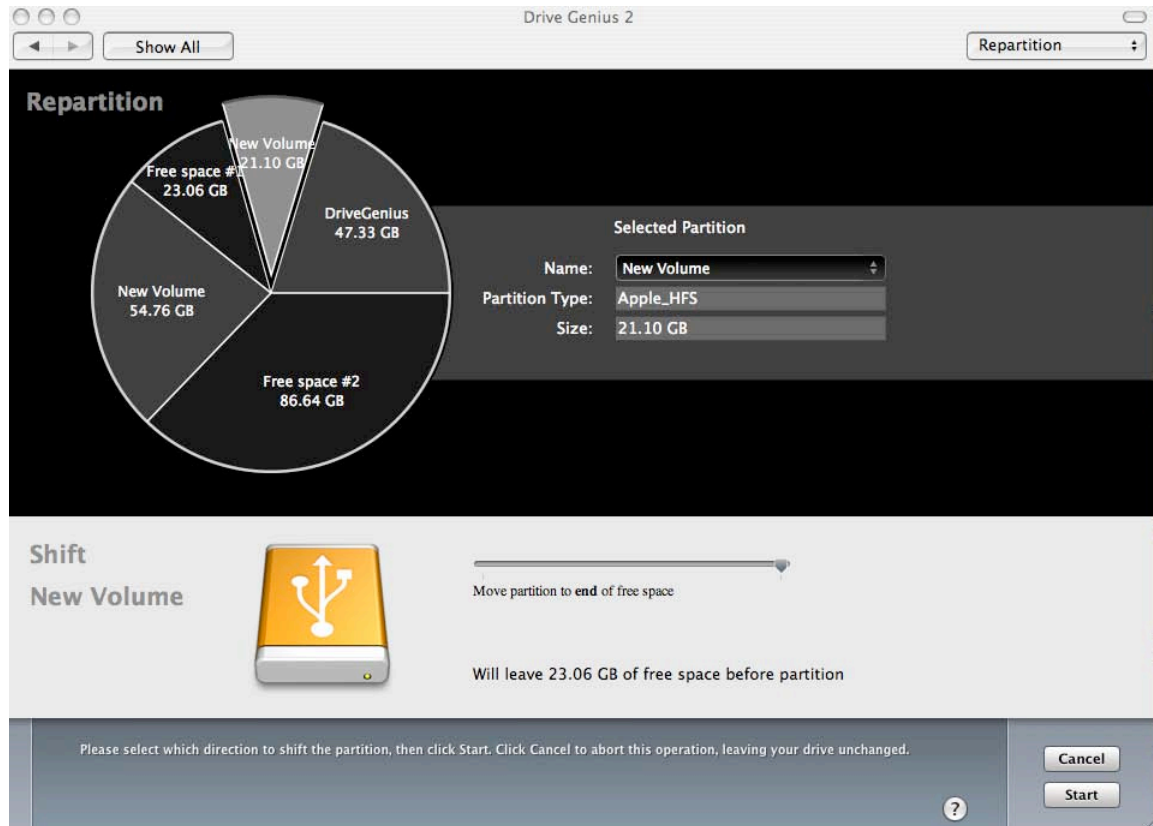 Drive Genius 2
Show All
Repartition
Repartition
New Volume
21.10 GB
Free space #1
23.06 GB
DriveGenius
47.33 GB
New Volume
54.76 GB
Free space #2
86.64 GB
Selected Partition
Name: New Volume
Partition Type: Apple_HFS
Size: 21.10 GB
Shift
New Volume
Move partition to end of free space
Will leave 23.06 GB of free space before partition
Please select which direction to shift the partition, then click Start. Click Cancel to abort this operation, leaving your drive unchanged.
Cancel
Start
?